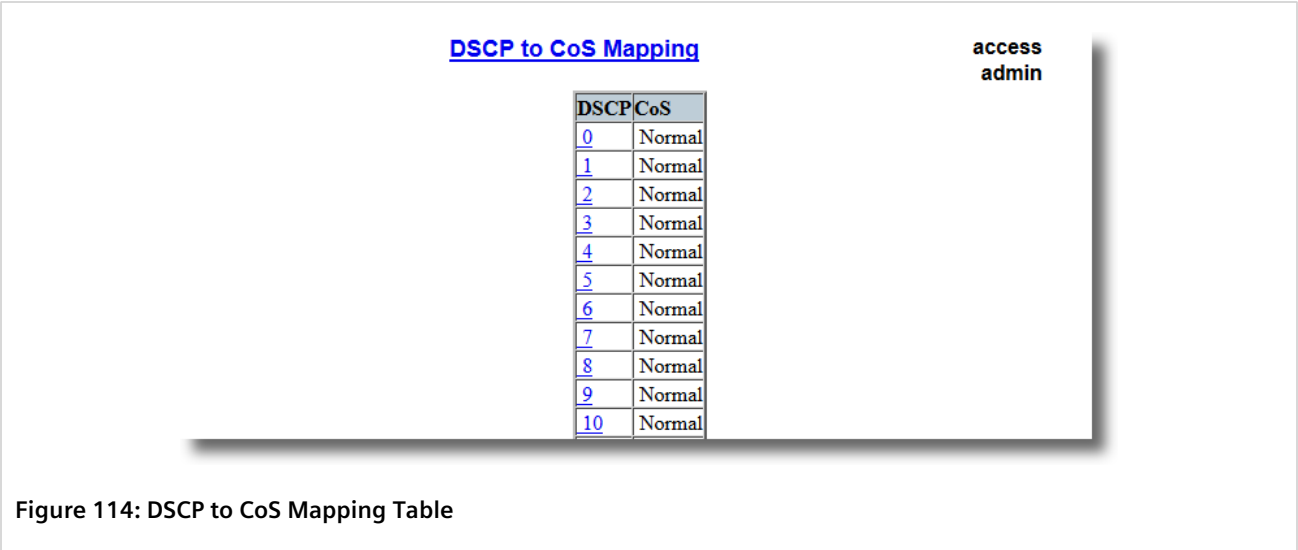 DSCP to CoS Mapping
access
admin
DSCP CoS
0 Normal
1 Normal
2 Normal
3 Normal
4 Normal
5 Normal
6 Normal
7 Normal
8 Normal
9 Normal
10 Normal
Figure 114: DSCP to CoS Mapping Table